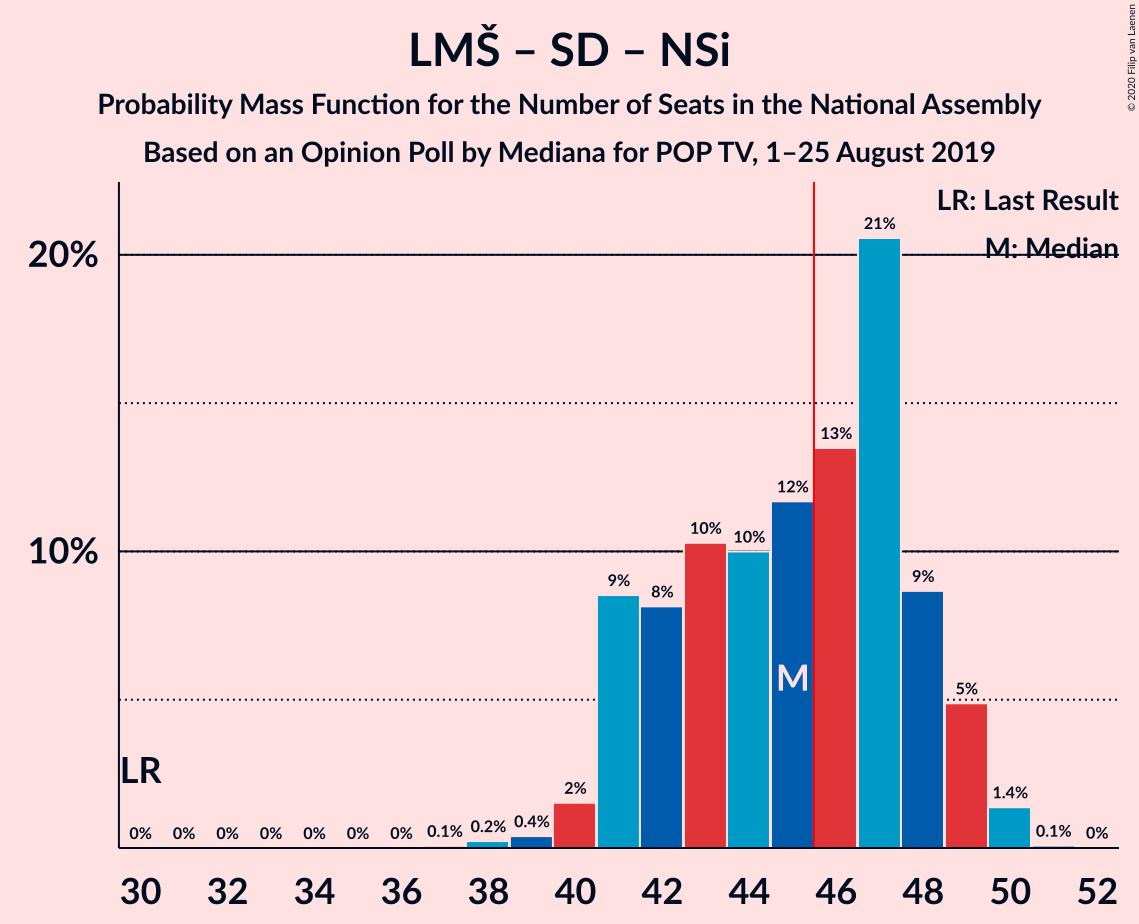 LMŠ – SD – NSi
Probability Mass Function for the Number of Seats in the National Assembly
Based on an Opinion Poll by Mediana for POP TV, 1–25 August 2019
© 2020 Filip van Laenen
LR: Last Result
M: Median
20%
10%
21%
13%
12%
10%
10%
9%
8%
9%
5%
M
LR
0%
0%
0%
0%
0%
0%
0%
0.1%
0.2%
0.4%
2%
1.4%
0.1%
0%
30 32 34 36 38 40 42 44 46 48 50 52